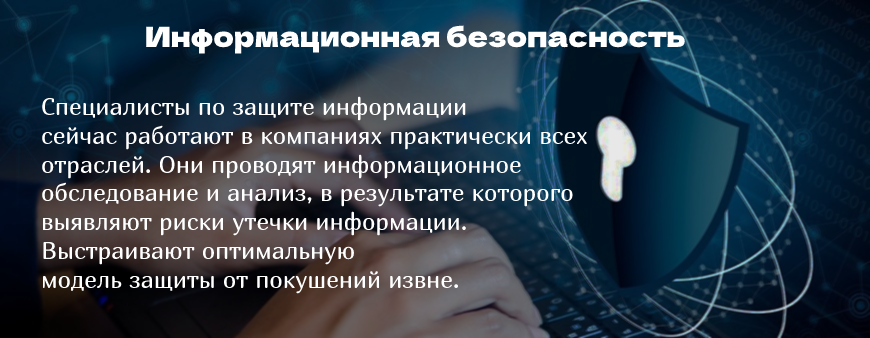 Информационная безопасность
Специалисты по защите информации
сейчас работают в компаниях практически всех
отраслей. Они проводят информационное
обследование и анализ, в результате которого
выявляют риски утечки информации.
Выстраивают оптимальную
модель защиты от покушений извне.